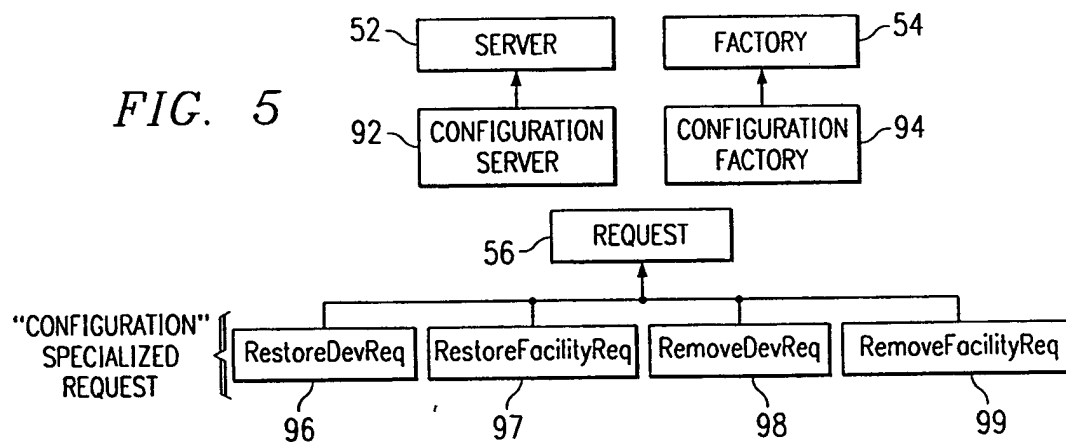 52
SERVER
FACTORY
54
FIG. 5
92
CONFIGURATION
SERVER
CONFIGURATION
FACTORY
94
56
REQUEST
"CONFIGURATION"
SPECIALIZED
REQUEST
RestoreDevReq
RestoreFacilityReq
RemoveDevReq
RemoveFacilityReq
96
97
98
99